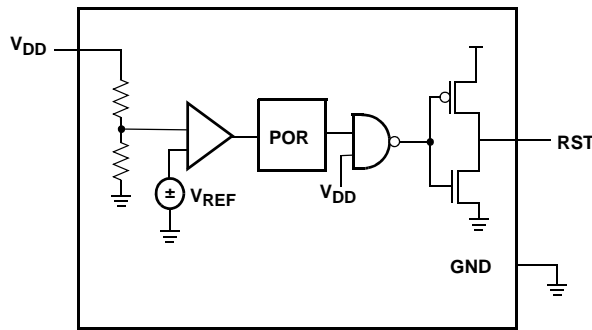 VDD
POR
VREF
VDD
RST
GND
±